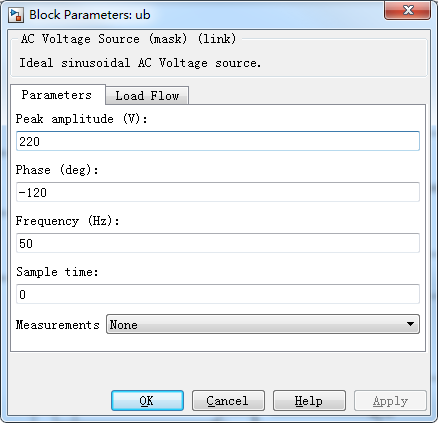 Block Parameters: ub
AC Voltage Source (mask) (link)
Ideal sinusoidal AC Voltage source.
Parameters
Load Flow
Peak amplitude (V):
220
Phase (deg):
-120
Frequency (Hz):
50
Sample time:
0
Measurements None
OK Cancel Help Apply